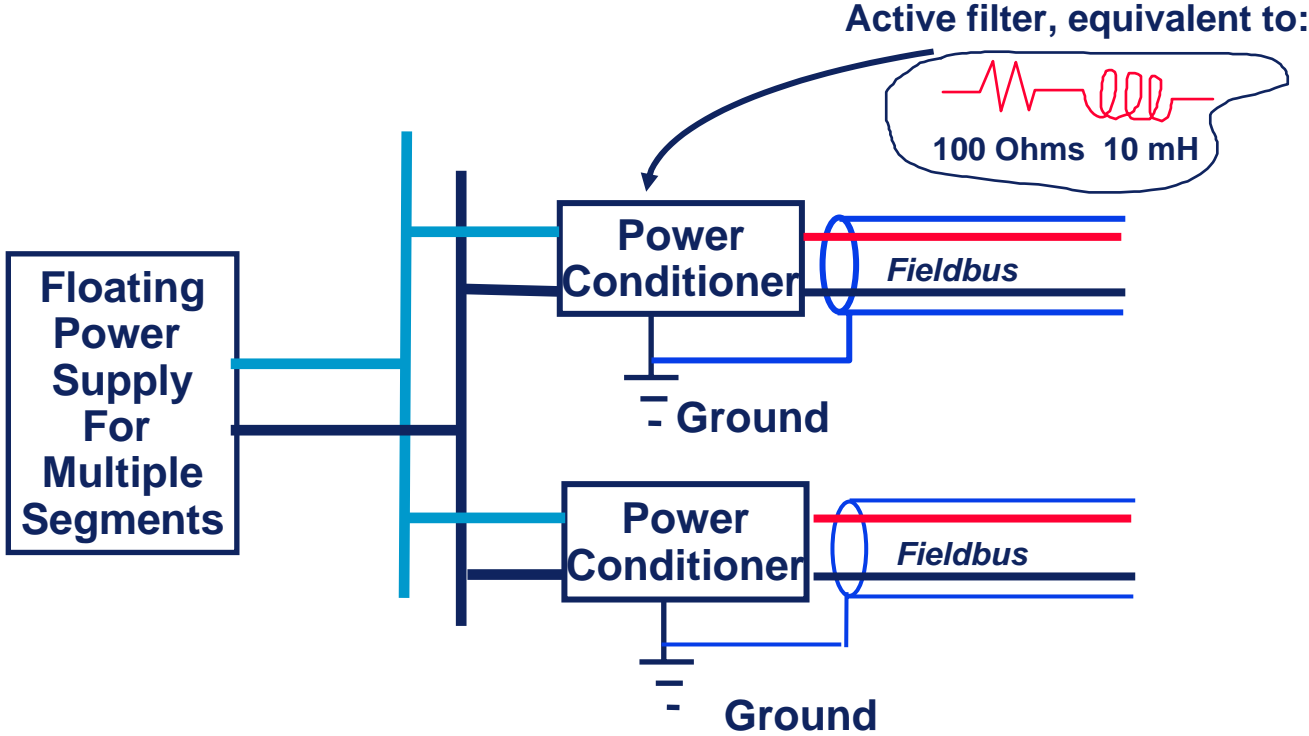 Active filter, equivalent to:
100 Ohms 10 mH
Power
Conditioner
Fieldbus
Floating
Power
Supply
For
Multiple
Segments
Ground
Power
Conditioner
Fieldbus
Ground